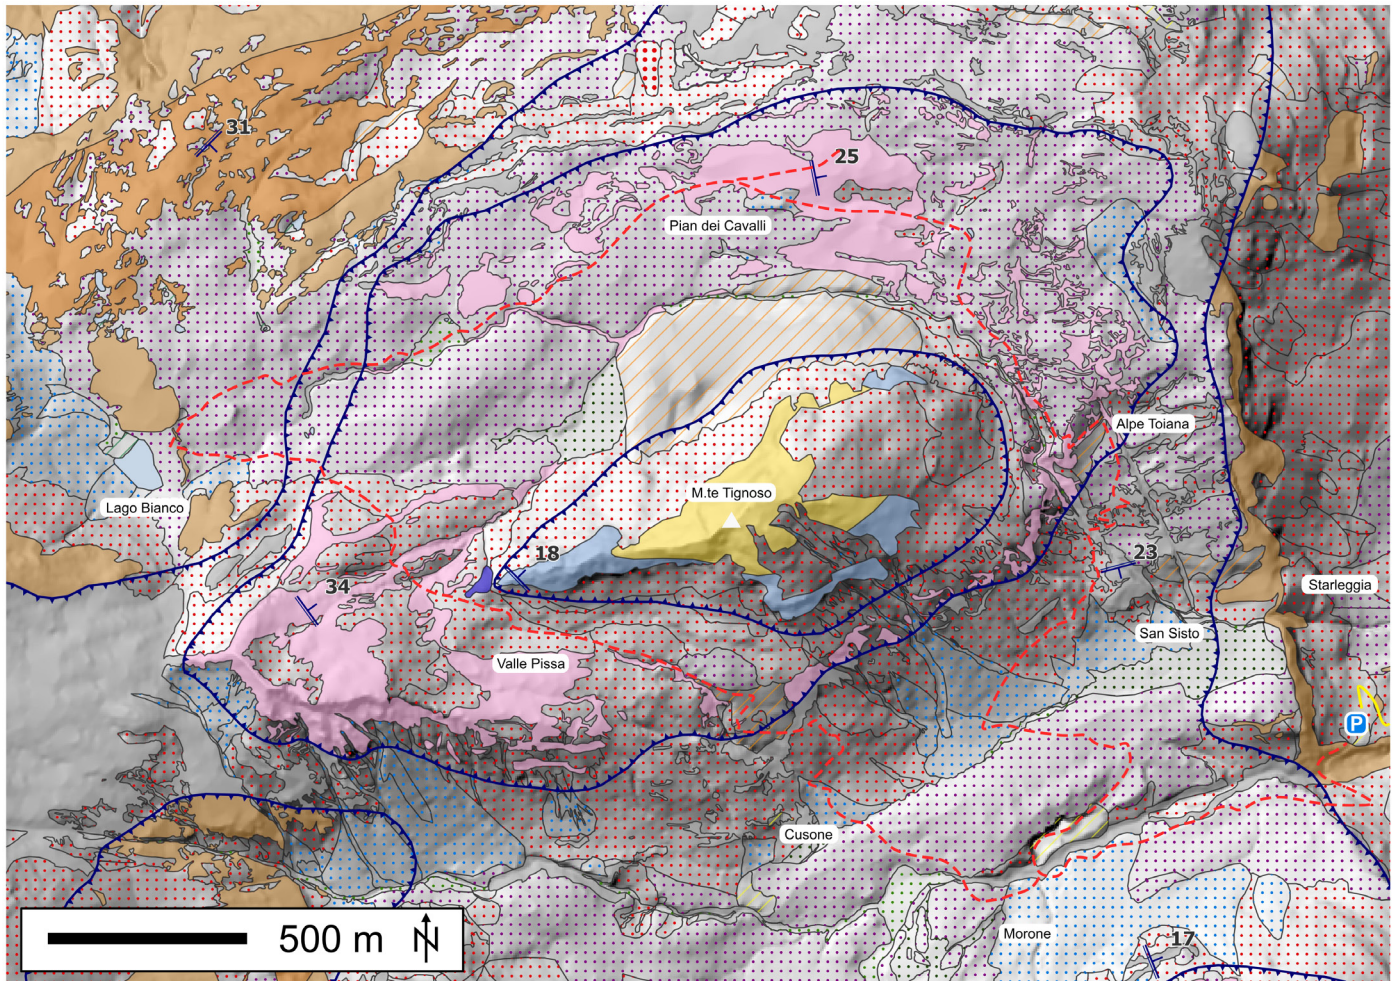 31
25
Pian dei Cavalli
Alpe Toiana
M.te Tignoso
Lago Bianco
18
23
34
Starleggia
San Sisto
Valle Pissa
P
Cusone
Morone
17
500 m
N